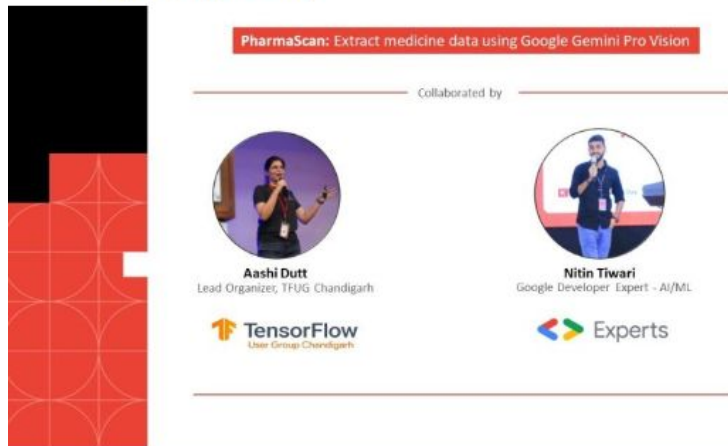 PharmaScan: Extract medicine data using Google Gemini Pro Vision
Collaborated by
Aashi Dutt
Lead Organizer, TFUG Chandigarh
Nitin Tiwari
Google Developer Expert - AI/ML
TensorFlow
User Group Chandigarh
Experts